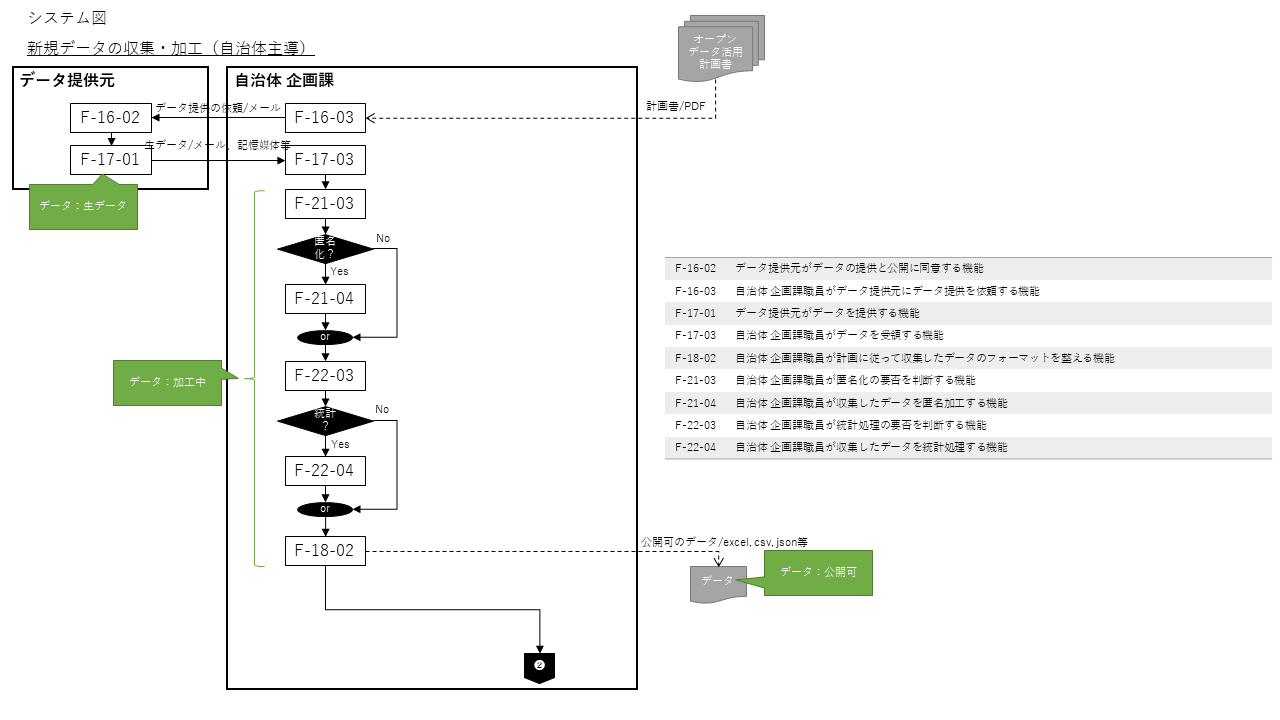 システム図
新規データの収集・加工（自治体主導）
オープン
データ活用
計画書
計画書/PDF
データ提供元
自治体 企画課
F-16-02
データ提供の依頼/メール
F-16-03
F-17-01
生データ/メール、記憶媒体等
F-17-03
データ：生データ
F-21-03
匿名
化？
No
Yes
F-21-04
or
データ：加工中
F-22-03
統計
？
No
Yes
F-22-04
or
F-18-02
公開可のデータ/excel, csv, json等
データ
データ：公開可
❷
F-16-02 データ提供元がデータの提供と公開に同意する機能
F-16-03 自治体 企画課職員がデータ提供元にデータ提供を依頼する機能
F-17-01 データ提供元がデータを提供する機能
F-17-03 自治体 企画課職員がデータを受領する機能
F-18-02 自治体 企画課職員が計画に従って収集したデータのフォーマットを整える機能
F-21-03 自治体 企画課職員が匿名化の要否を判断する機能
F-21-04 自治体 企画課職員が収集したデータを匿名加工する機能
F-22-03 自治体 企画課職員が統計処理の要否を判断する機能
F-22-04 自治体 企画課職員が収集したデータを統計処理する機能